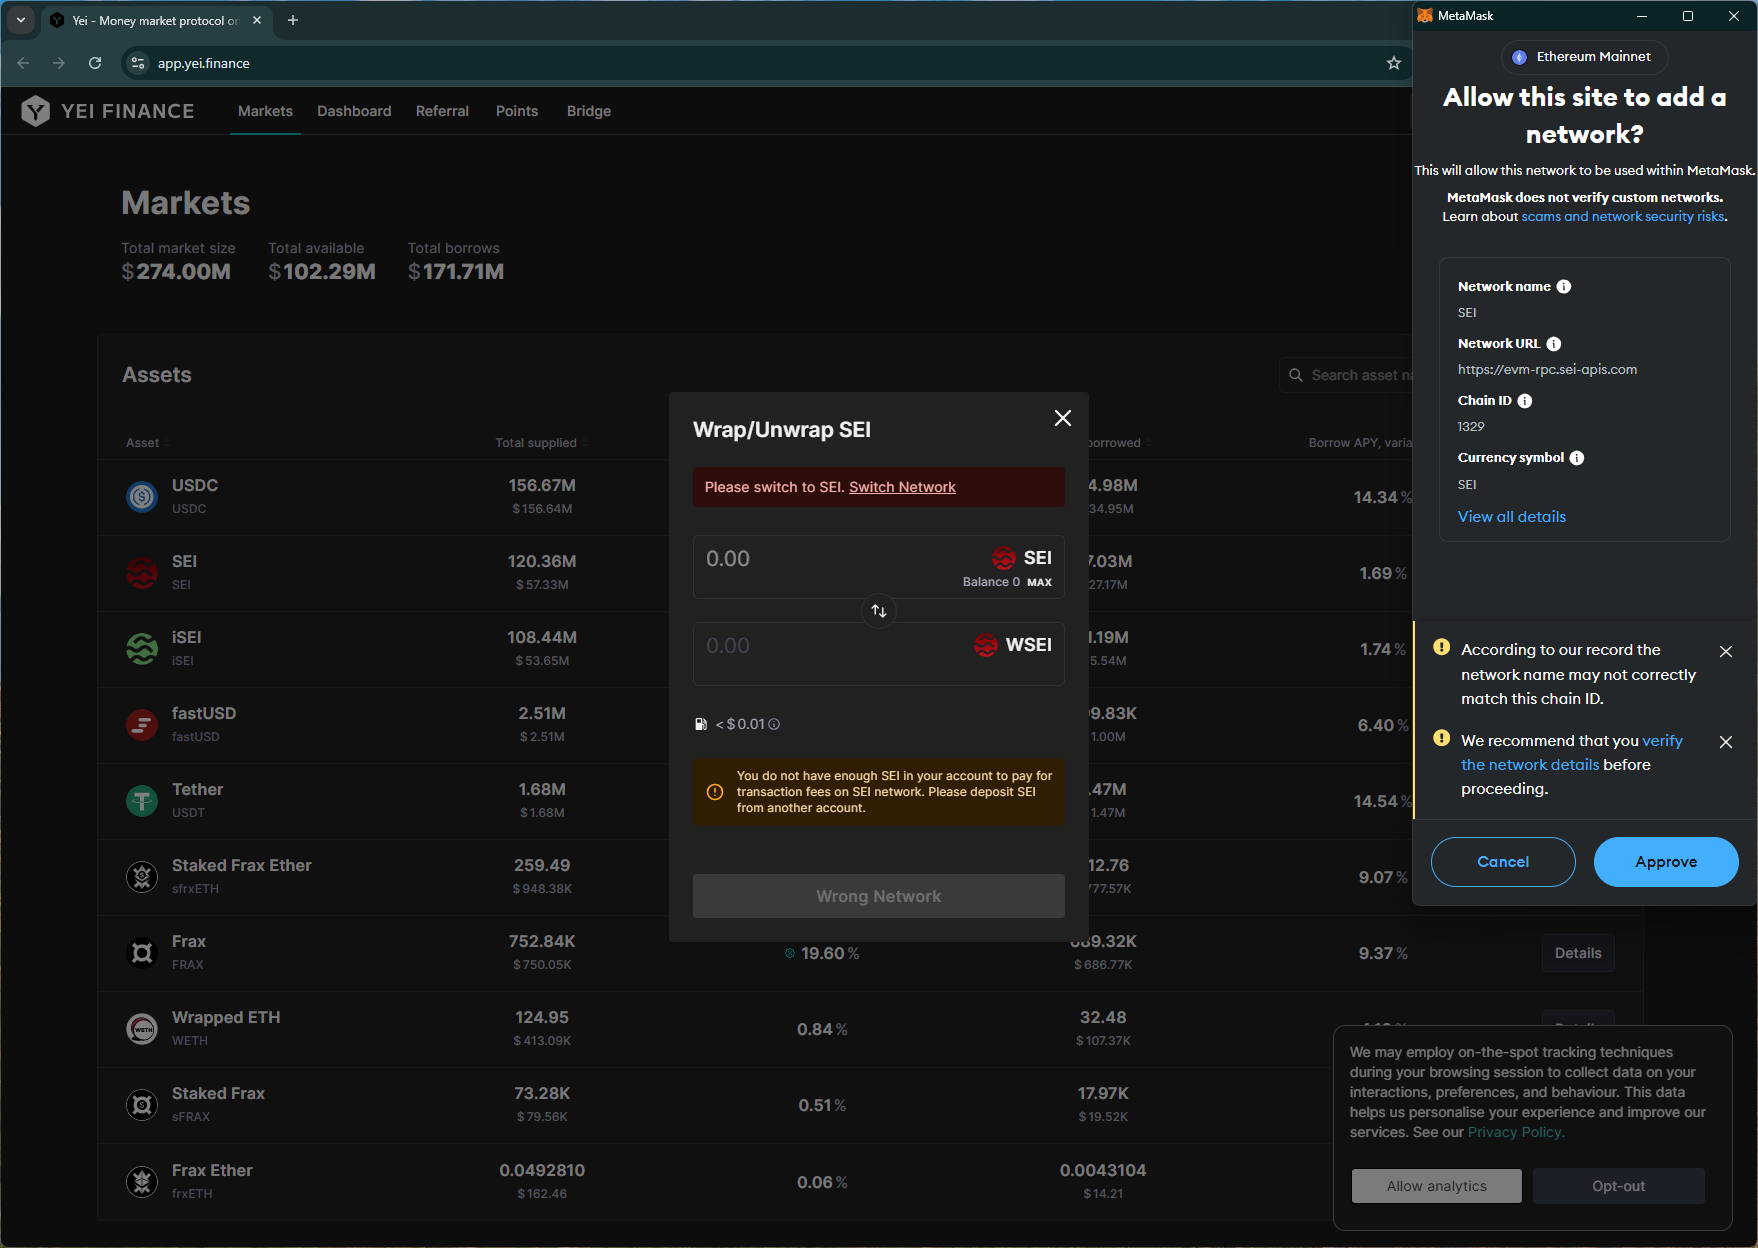 Yei - Money market protocol on
app.yei.finance
YEI FINANCE
Markets
Dashboard
Referral
Points
Bridge
Markets
Total market size
$274.00M
Total available
$102.29M
Total borrows
$171.71M
Assets
Search asset na
Asset
Total supplied
borrowed
Borrow APY, varia
USDC
USDC
156.67M
$156.64M
4.98M
34.95M
14.34%
SEI
SEI
120.36M
$57.33M
7.03M
27.17M
1.69%
iSEI
iSEI
108.44M
$53.65M
1.19M
5.54M
1.74%
fastUSD
fastUSD
2.51M
$2.51M
9.83K
1.00M
6.40%
Tether
USDT
1.68M
$1.68M
.47M
1.47M
14.54%
Staked Frax Ether
sfrxETH
259.49
$948.38K
12.76
777.57K
9.07%
Frax
FRAX
752.84K
$750.05K
19.60%
689.32K
$686.77K
9.37%
Details
Wrapped ETH
WETH
124.95
$413.09K
0.84%
32.48
$107.37K
Staked Frax
sFRAX
73.28K
$79.56K
0.51%
17.97K
$19.52K
Frax Ether
frxETH
0.0492810
$162.46
0.06%
0.0043104
$14.21
Wrap/Unwrap SEI
Please switch to SEI. Switch Network
0.00
SEI
Balance 0 MAX
0.00
WSEI
< $0.01
You do not have enough SEI in your account to pay for
transaction fees on SEI network. Please deposit SEI
from another account.
Wrong Network
MetaMask
Ethereum Mainnet
Allow this site to add a
network?
This will allow this network to be used within MetaMask.
MetaMask does not verify custom networks.
Learn about scams and network security risks.
Network name
SEI
Network URL
https://evm-rpc.sei-apis.com
Chain ID
1329
Currency symbol
SEI
View all details
According to our record the
network name may not correctly
match this chain ID.
We recommend that you verify
the network details before
proceeding.
Cancel
Approve
We may employ on-the-spot tracking techniques
during your browsing session to collect data on your
interactions, preferences, and behaviour. This data
helps us personalise your experience and improve our
services. See our Privacy Policy.
Allow analytics
Opt-out